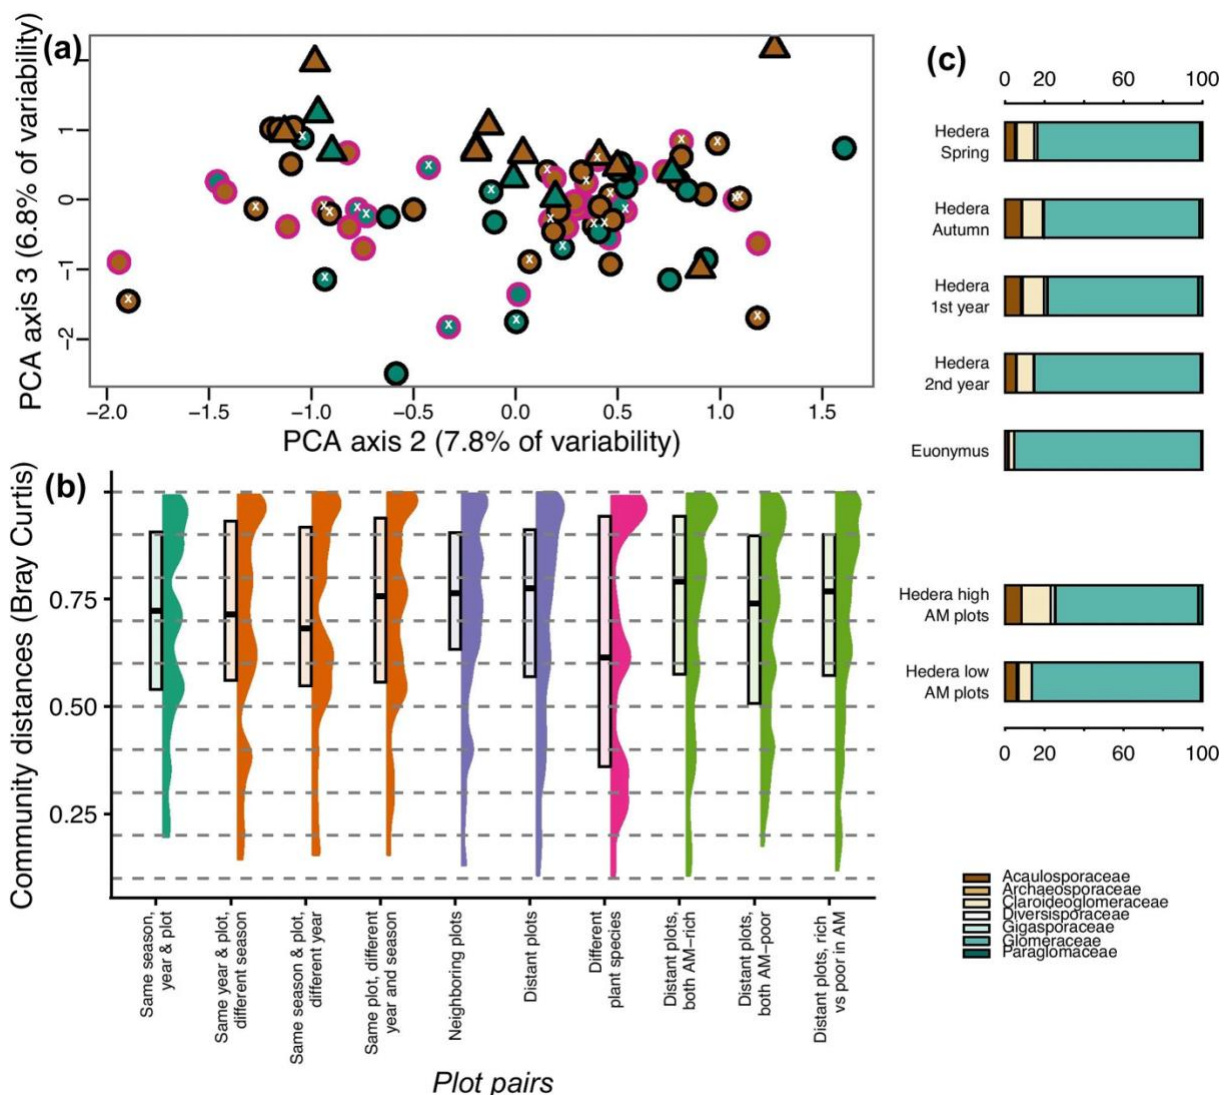 (a)
PCA axis 3 (6.8% of variability)
1
0
−1
−2
−2.0 −1.5 −1.0 −0.5 0.0 0.5 1.0 1.5
PCA axis 2 (7.8% of variability)
(b)
Community distances (Bray Curtis)
0.75
0.50
0.25
Same season,
year & plot
Same year & plot,
different season
Same season & plot,
different year
Same plot, different
year and season
Neighboring plots
Distant plots
Different
plant species
Distant plots,
both AM−rich
Distant plots,
both AM−poor
Distant plots, rich
vs poor in AM
Plot pairs
(c)
0 20 60 100
Hedera
Spring
Hedera
Autumn
Hedera
1st year
Hedera
2nd year
Euonymus
Hedera high
AM plots
Hedera low
AM plots
0 20 60 100
Acaulosporaceae
Archaeosporaceae
Claroideoglomeraceae
Diversisporaceae
Gigasporaceae
Glomeraceae
Paraglomaceae